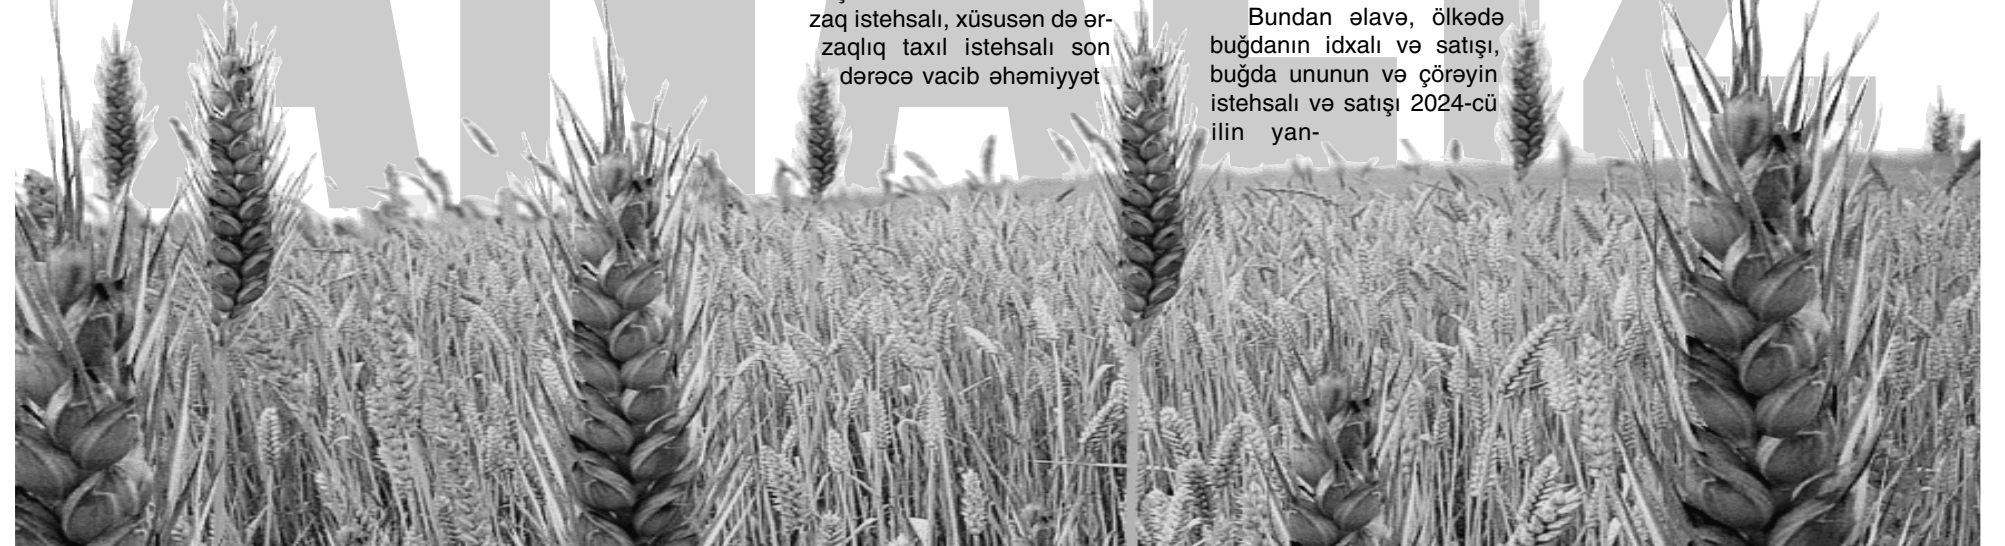 zaq istehsalı, xüsusən də ər-
zaqlıq taxıl istehsalı son
dərəcə vacib əhəmiyyət
Bundan əlavə, ölkədə
buğdanın idxalı və satışı,
buğda ununun və çörəyin
istehsalı və satışı 2024-cü
ilin yan-